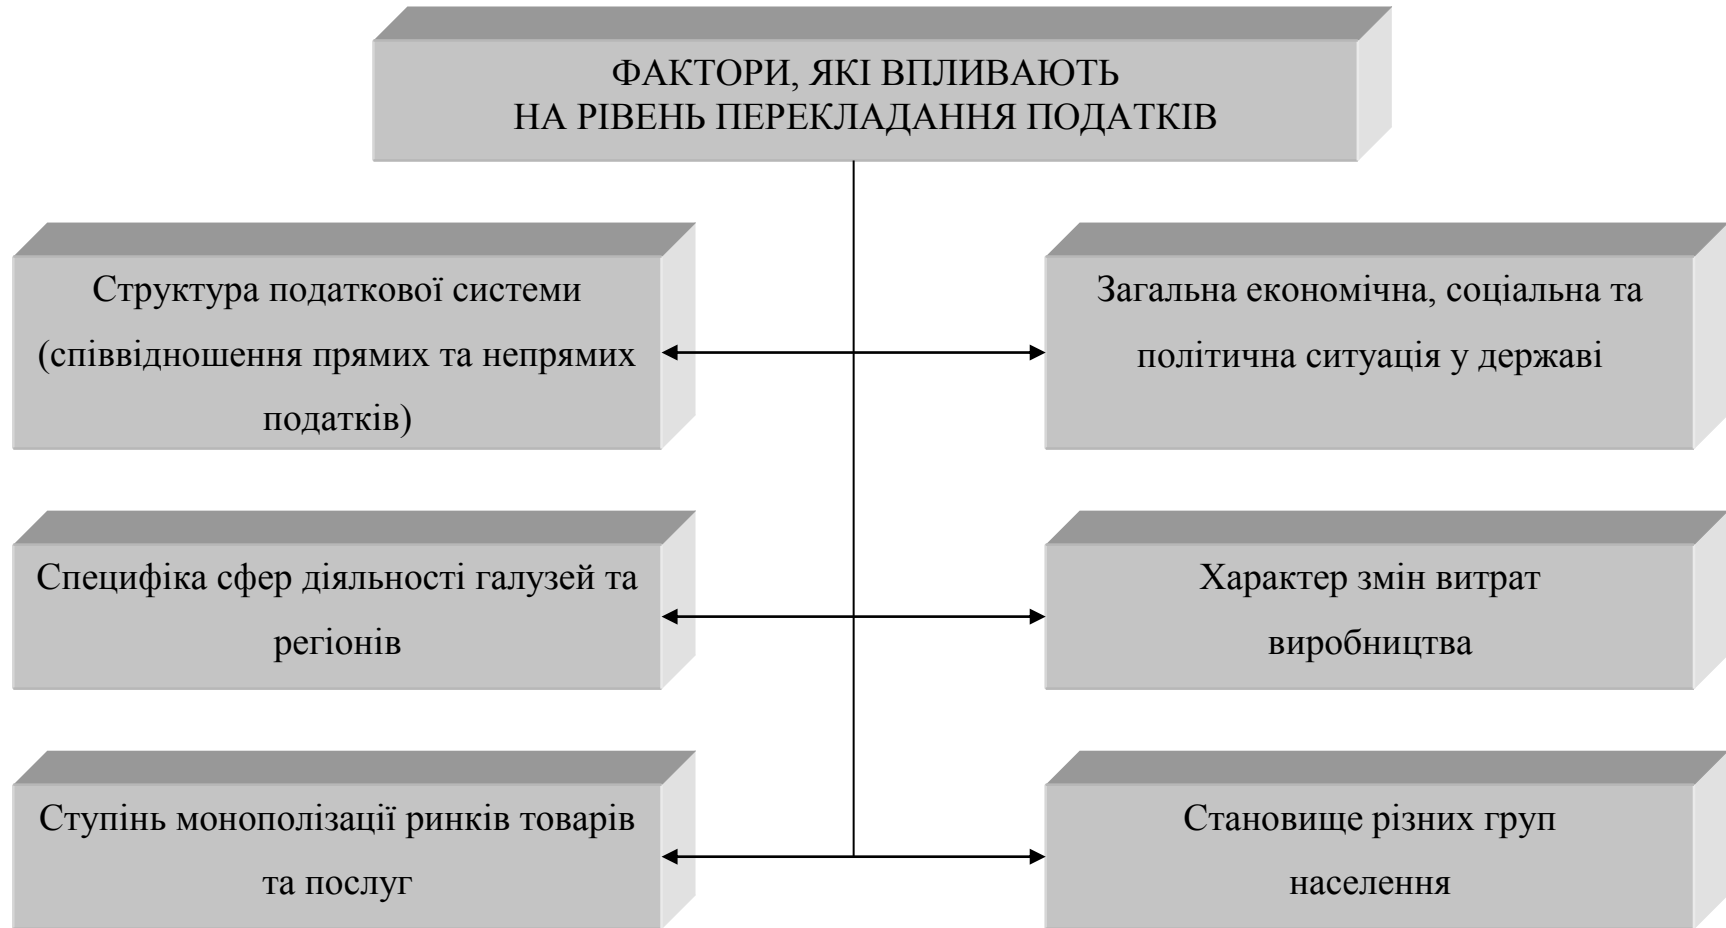 ФАКТОРИ, ЯКІ ВПЛИВАЮТЬ
НА РІВЕНЬ ПЕРЕКЛАДАННЯ ПОДАТКІВ
Структура податкової системи
(співвідношення прямих та непрямих
податків)
Загальна економічна, соціальна та
політична ситуація у державі
Специфіка сфер діяльності галузей та
регіонів
Характер змін витрат
виробництва
Ступінь монополізації ринків товарів
та послуг
Становище різних груп
населення